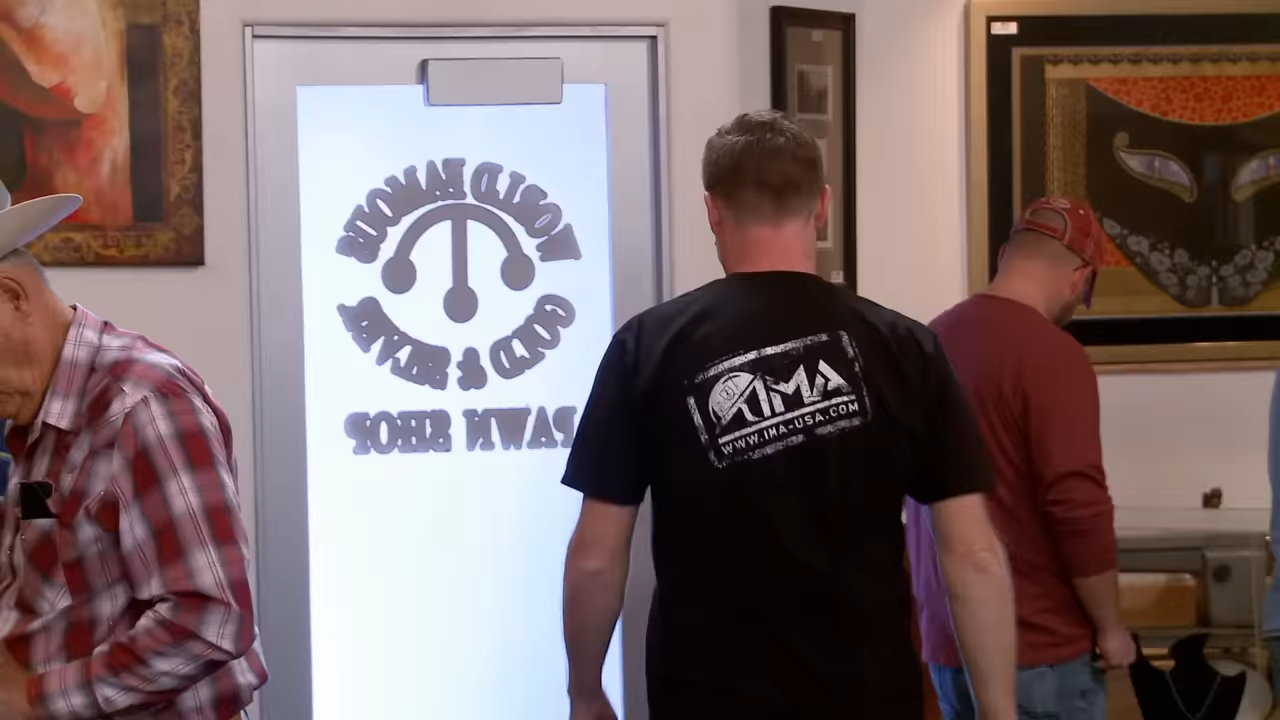 WORLD FAMOUS
GOLD & SILVER
PAWN SHOP
IMA
WWW.IMA-USA.COM